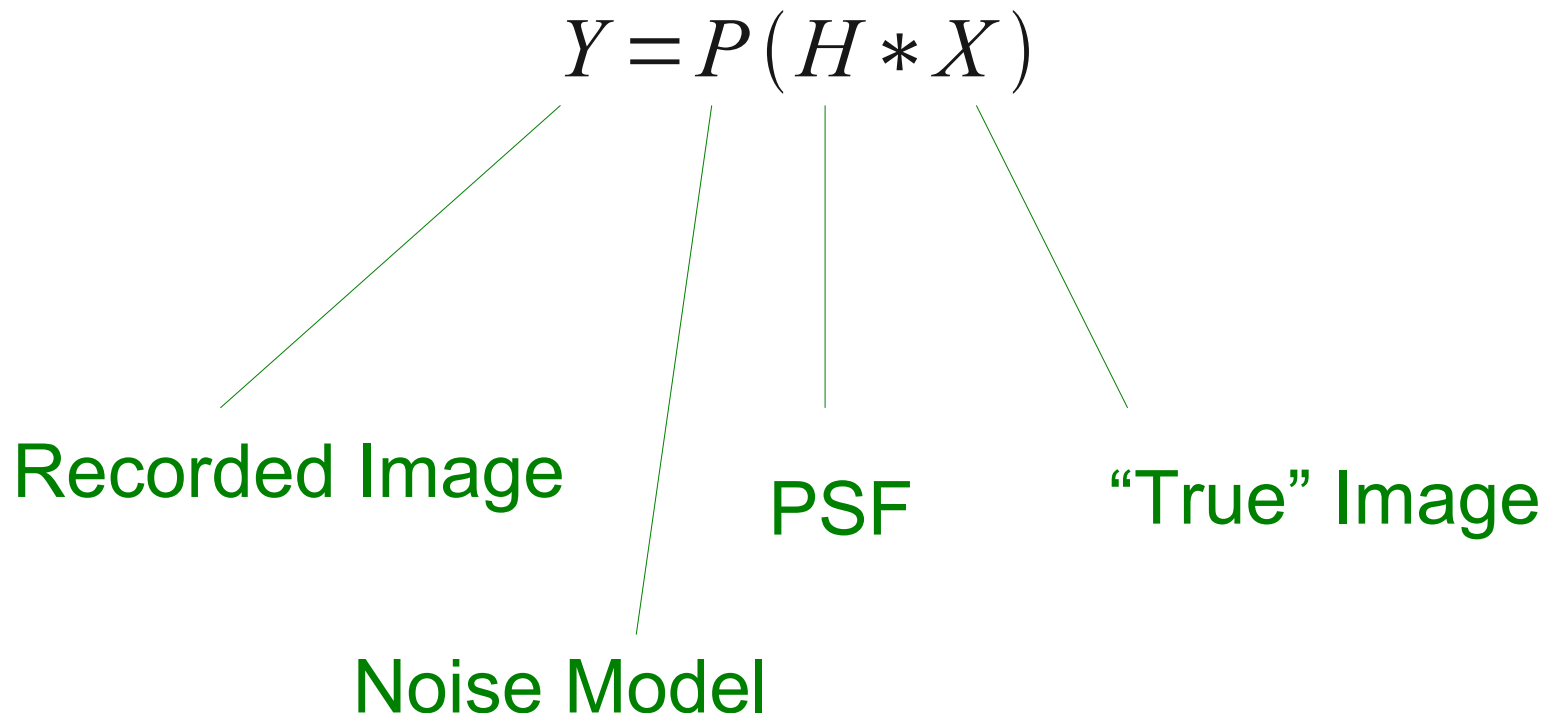 Y = P ( H ∗ X )
Recorded Image
PSF
“True” Image
Noise Model